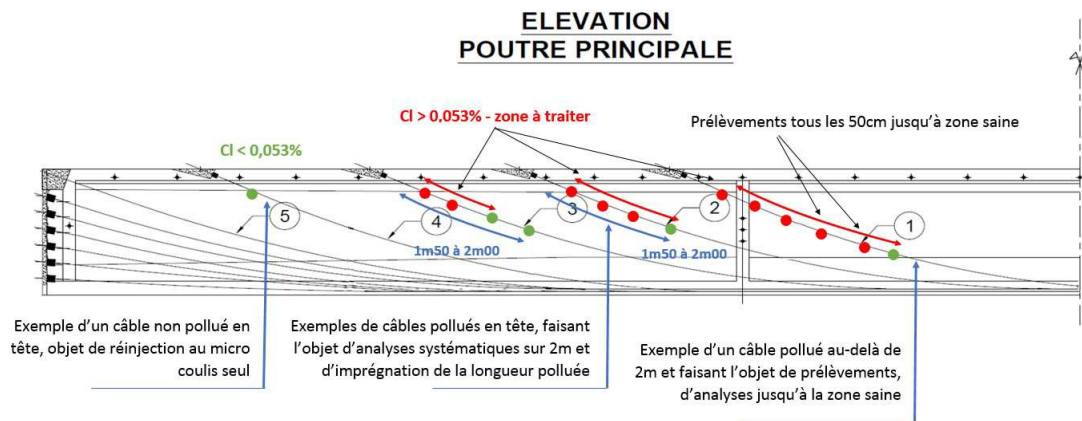 ELEVATION
POUTRE PRINCIPALE
Cl < 0,053%
Cl > 0,053% - zone à traiter
Prélèvements tous les 50cm jusqu'à zone saine
5
4
3
2
1
1m50 à 2m00
1m50 à 2m00
Exemple d'un câble non pollué en
tête, objet de réinjection au micro
coulis seul
Exemples de câbles pollués en tête, faisant
l'objet d'analyses systématiques sur 2m et
d'imprégnation de la longueur polluée
Exemple d'un câble pollué au-delà de
2m et faisant l'objet de prélèvements,
d'analyses jusqu'à la zone saine